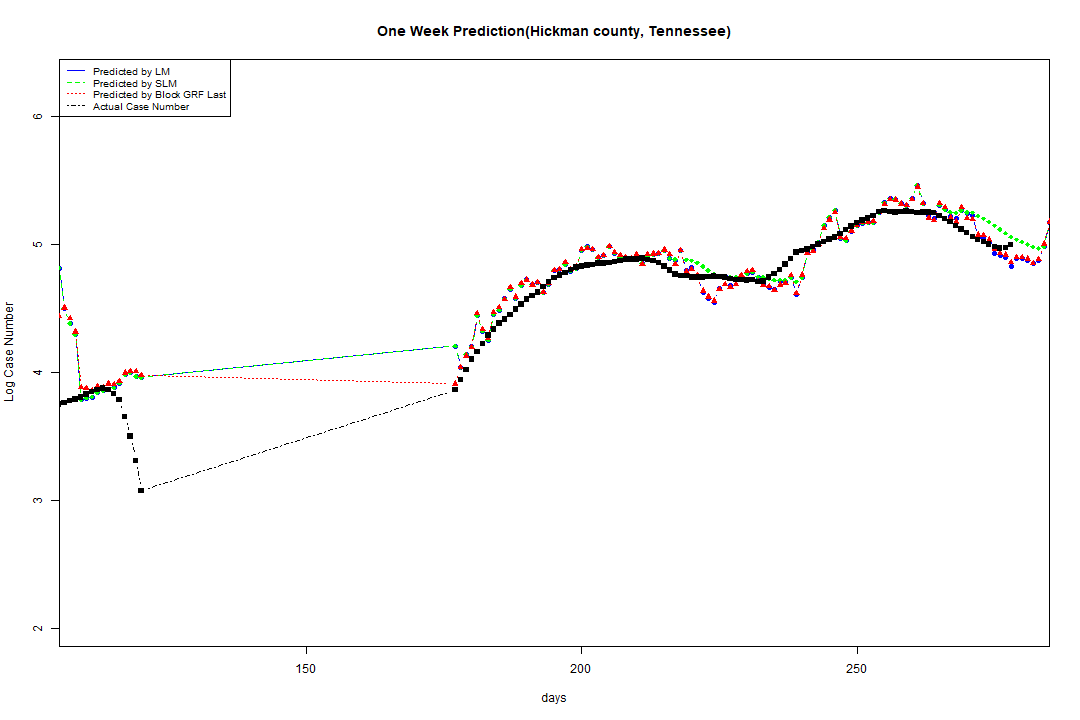 One Week Prediction(Hickman county, Tennessee)
Predicted by LM
Predicted by SLM
Predicted by Block GRF Last
Actual Case Number
6
5
4
3
2
Log Case Number
150
200
250
days